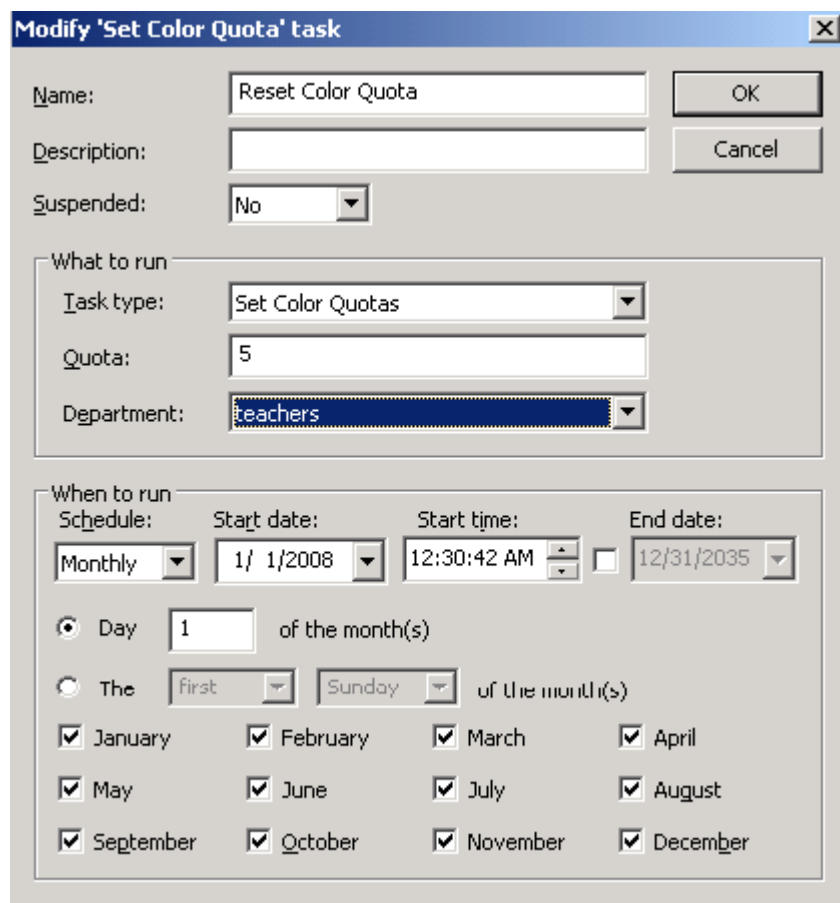 Modify 'Set Color Quota' task
Name: Reset Color Quota OK
Description: Cancel
Suspended: No
What to run
Task type: Set Color Quotas
Quota: 5
Department: teachers
When to run
Schedule: Start date: Start time: End date:
Monthly 1/ 1/2008 12:30:42 AM 12/31/2035
Day 1 of the month(s)
The first Sunday of the month(s)
January February March April
May June July August
September October November December